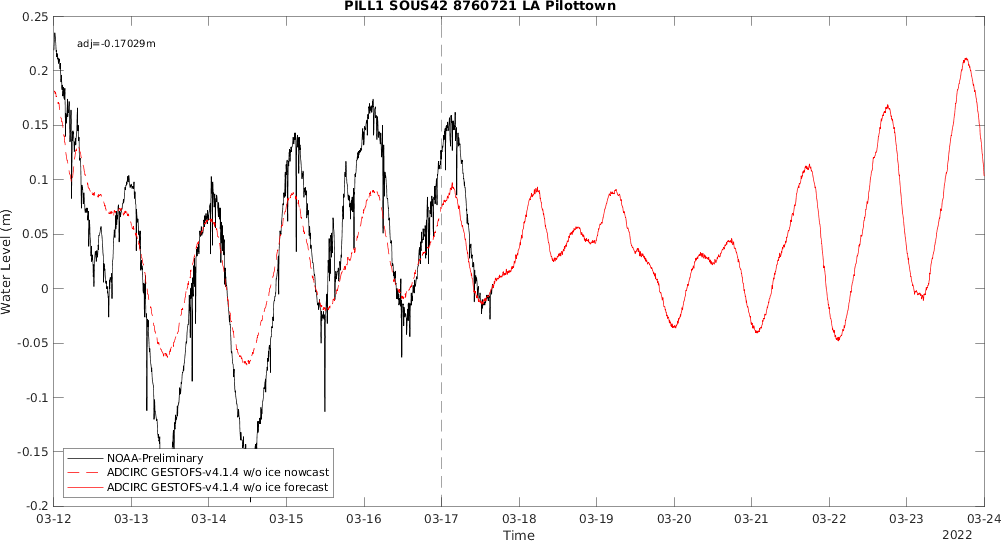 PILL1 SOUS42 8760721 LA Pilottown
adj=-0.17029m
0.25
0.2
0.15
0.1
0.05
0
-0.05
-0.1
-0.15
-0.2
Water Level (m)
NOAA-Preliminary
ADCIRC GESTOFS-v4.1.4 w/o ice nowcast
ADCIRC GESTOFS-v4.1.4 w/o ice forecast
03-12 03-13 03-14 03-15 03-16 03-17 03-18 03-19 03-20 03-21 03-22 03-23 03-24
Time
2022